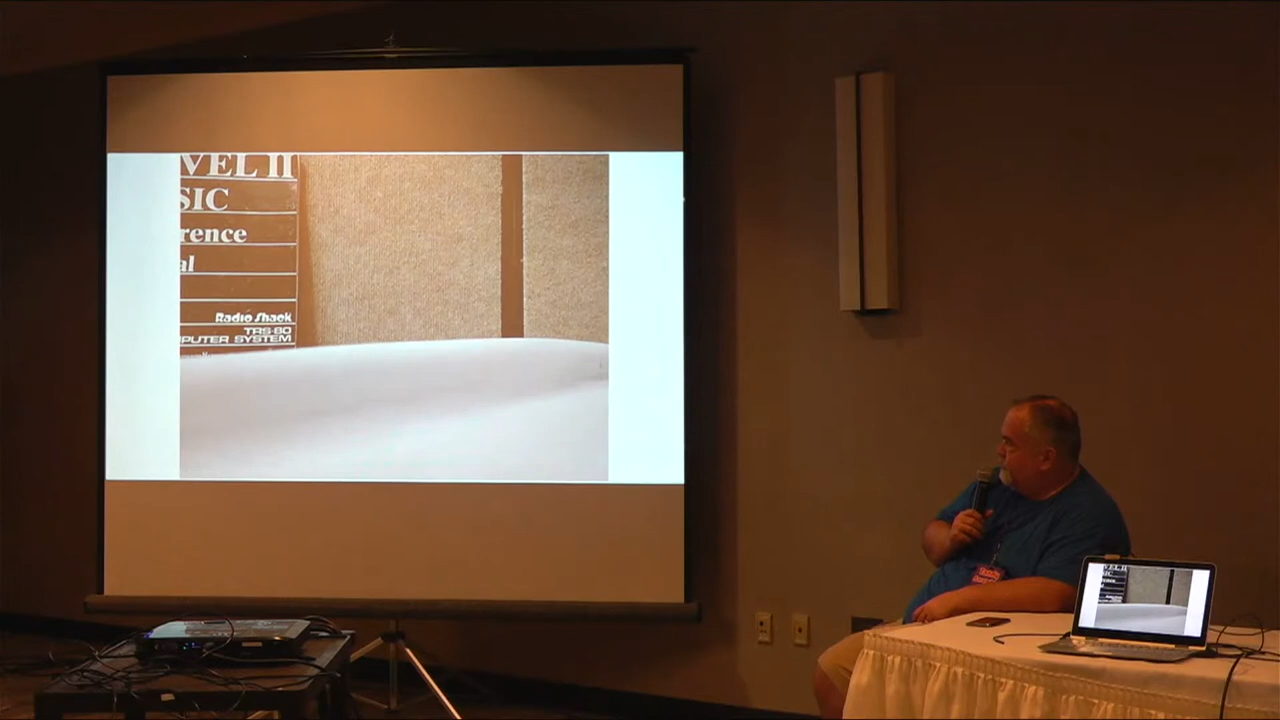 VEL II
SIC
rence
al
Radio Shack
TRS-80
PUTER SYSTEM